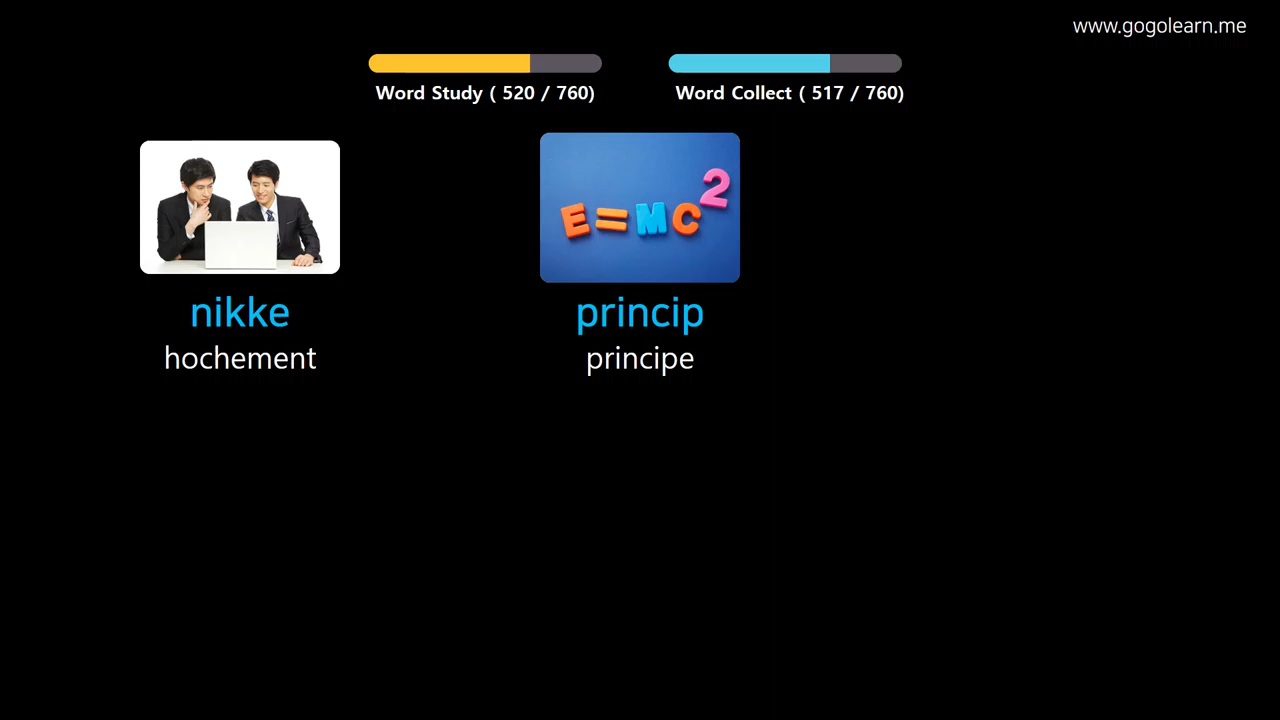 www.gogolearn.me
Word Study ( 520 / 760)
Word Collect ( 517 / 760)
E=MC2
nikke
princip
hochement
principe